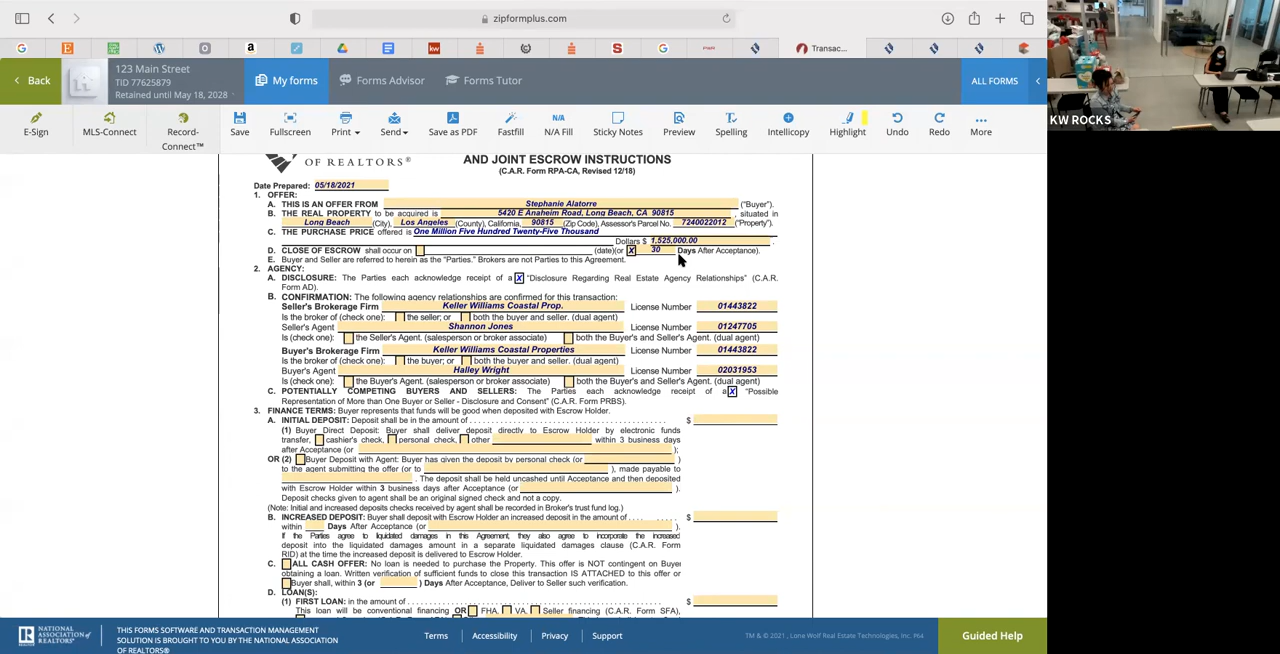 zipformplus.com
Transac...
Back
123 Main Street
TID 77625879
Retained until May 18, 2028
My forms
Forms Advisor
Forms Tutor
ALL FORMS
E-Sign
MLS-Connect
Record-Connect™
Save
Fullscreen
Print
Send
Save as PDF
Fastfill
N/A Fill
Sticky Notes
Preview
Spelling
Intellicopy
Highlight
Undo
Redo
More
KW ROCKS
OF REALTORS®
AND JOINT ESCROW INSTRUCTIONS
(C.A.R. Form RPA-CA, Revised 12/18)
Date Prepared: 05/18/2021
1. OFFER:
A. THIS IS AN OFFER FROM Stephanie Alatorre ("Buyer").
B. THE REAL PROPERTY to be acquired is 5420 E Anaheim Road, Long Beach, CA 90815 , situated in
Long Beach (City), Los Angeles (County), California, 90815 (Zip Code), Assessor's Parcel No. 7240022012 ("Property").
C. THE PURCHASE PRICE offered is One Million Five Hundred Twenty-Five Thousand
Dollars $ 1,525,000.00 .
D. CLOSE OF ESCROW shall occur on (date)(or X 30 Days After Acceptance).
E. Buyer and Seller are referred to herein as the "Parties." Brokers are not Parties to this Agreement.
2. AGENCY:
A. DISCLOSURE: The Parties each acknowledge receipt of a X "Disclosure Regarding Real Estate Agency Relationships" (C.A.R.
Form AD).
B. CONFIRMATION: The following agency relationships are confirmed for this transaction:
Seller's Brokerage Firm Keller Williams Coastal Prop. License Number 01443822
Is the broker of (check one): the seller; or both the buyer and seller. (dual agent)
Seller's Agent Shannon Jones License Number 01247705
Is (check one): the Seller's Agent. (salesperson or broker associate) both the Buyer's and Seller's Agent. (dual agent)
Buyer's Brokerage Firm Keller Williams Coastal Properties License Number 01443822
Is the broker of (check one): the buyer; or both the buyer and seller. (dual agent)
Buyer's Agent Halley Wright License Number 02031953
Is (check one): the Buyer's Agent. (salesperson or broker associate) both the Buyer's and Seller's Agent. (dual agent)
C. POTENTIALLY COMPETING BUYERS AND SELLERS: The Parties each acknowledge receipt of a X "Possible
Representation of More than One Buyer or Seller - Disclosure and Consent" (C.A.R. Form PRBS).
3. FINANCE TERMS: Buyer represents that funds will be good when deposited with Escrow Holder.
A. INITIAL DEPOSIT: Deposit shall be in the amount of $
(1) Buyer Direct Deposit: Buyer shall deliver deposit directly to Escrow Holder by electronic funds
transfer, cashier's check, personal check, other within 3 business days
after Acceptance (or );
OR (2) Buyer Deposit with Agent: Buyer has given the deposit by personal check (or )
to the agent submitting the offer (or to ), made payable to
. The deposit shall be held uncashed until Acceptance and then deposited
with Escrow Holder within 3 business days after Acceptance (or ).
Deposit checks given to agent shall be an original signed check and not a copy.
(Note: Initial and increased deposits checks received by agent shall be recorded in Broker's trust fund log.)
B. INCREASED DEPOSIT: Buyer shall deposit with Escrow Holder an increased deposit in the amount of $
within Days After Acceptance (or ).
If the Parties agree to liquidated damages in this Agreement, they also agree to incorporate the increased
deposit into the liquidated damages amount in a separate liquidated damages clause (C.A.R. Form
RID) at the time the increased deposit is delivered to Escrow Holder.
C. ALL CASH OFFER: No loan is needed to purchase the Property. This offer is NOT contingent on Buyer
obtaining a loan. Written verification of sufficient funds to close this transaction IS ATTACHED to this offer or
Buyer shall, within 3 (or ) Days After Acceptance, Deliver to Seller such verification.
D. LOAN(S):
(1) FIRST LOAN: in the amount of $
This loan will be conventional financing OR FHA, VA, Seller financing (C.A.R. Form SFA),
NATIONAL ASSOCIATION of REALTORS®
THIS FORMS SOFTWARE AND TRANSACTION MANAGEMENT
SOLUTION IS BROUGHT TO YOU BY THE NATIONAL ASSOCIATION
OF REALTORS®
Terms
Accessibility
Privacy
Support
TM & © 2021, Lone Wolf Real Estate Technologies, Inc. P64.
Guided Help